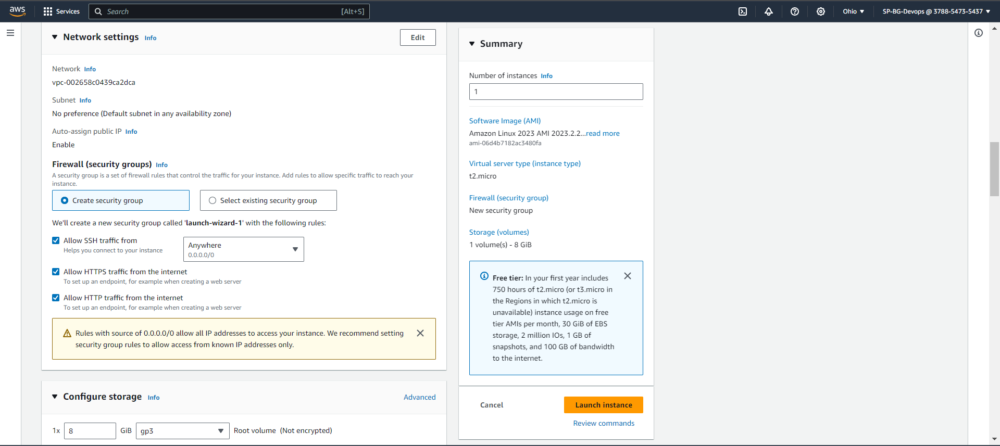 aws
Services
Search
[Alt+S]
Ohio
SP-BG-Devops @ 3788-5473-5437
Network settings Info
Edit
Network Info
vpc-002658c0439ca2dca
Subnet Info
No preference (Default subnet in any availability zone)
Auto-assign public IP Info
Enable
Firewall (security groups) Info
A security group is a set of firewall rules that control the traffic for your instance. Add rules to allow specific traffic to reach your
instance.
Create security group
Select existing security group
We'll create a new security group called 'launch-wizard-1' with the following rules:
Allow SSH traffic from
Helps you connect to your instance
Anywhere
0.0.0.0/0
Allow HTTPS traffic from the internet
To set up an endpoint, for example when creating a web server
Allow HTTP traffic from the internet
To set up an endpoint, for example when creating a web server
Rules with source of 0.0.0.0/0 allow all IP addresses to access your instance. We recommend setting
security group rules to allow access from known IP addresses only.
Configure storage Info
Advanced
1x
8
GiB
gp3
Root volume (Not encrypted)
Summary
Number of instances Info
1
Software Image (AMI)
Amazon Linux 2023 AMI 2023.2.2...read more
ami-06d4b7182ac3480fa
Virtual server type (instance type)
t2.micro
Firewall (security group)
New security group
Storage (volumes)
1 volume(s) - 8 GiB
Free tier: In your first year includes
750 hours of t2.micro (or t3.micro in
the Regions in which t2.micro is
unavailable) instance usage on free
tier AMIs per month, 30 GiB of EBS
storage, 2 million IOs, 1 GB of
snapshots, and 100 GB of bandwidth
to the internet.
Cancel
Launch instance
Review commands